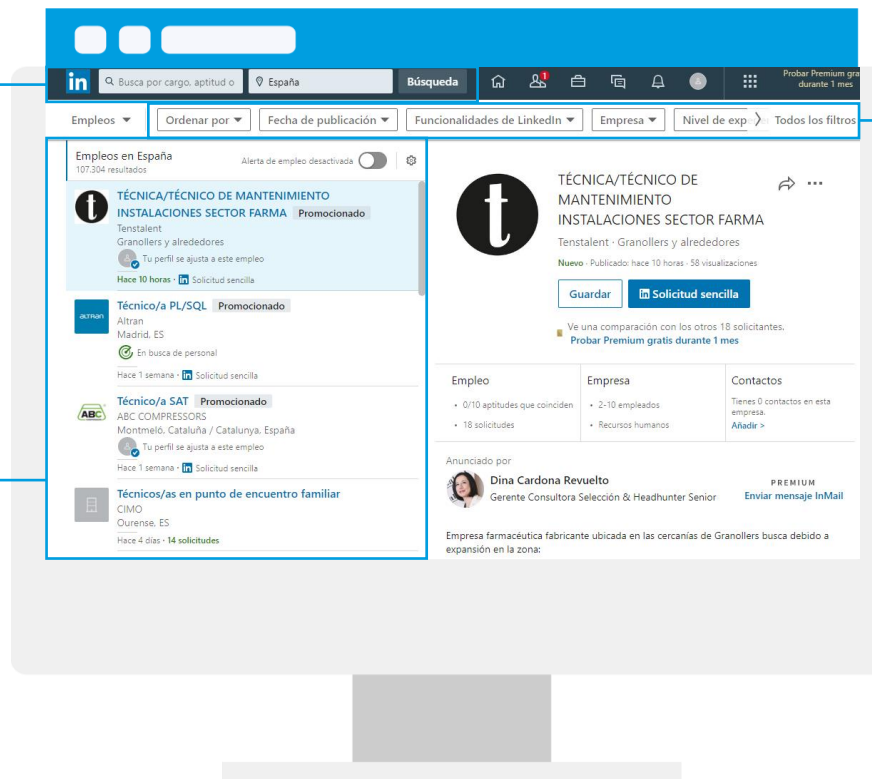 in
Busca por cargo, aptitud o
España
Búsqueda
1
Probar Premium gra
durante 1 mes
Empleos
Ordenar por
Fecha de publicación
Funcionalidades de LinkedIn
Empresa
Nivel de exp
Todos los filtros
Empleos en España
107.304 resultados
Alerta de empleo desactivada
t
TÉCNICA/TÉCNICO DE MANTENIMIENTO
INSTALACIONES SECTOR FARMA Promocionado
Tenstalent
Granollers y alrededores
Tu perfil se ajusta a este empleo
Hace 10 horas · in Solicitud sencilla
altran
Técnico/a PL/SQL Promocionado
Altran
Madrid, ES
En busca de personal
Hace 1 semana · in Solicitud sencilla
ABC
Técnico/a SAT Promocionado
ABC COMPRESSORS
Montmeló, Cataluña / Catalunya, España
Tu perfil se ajusta a este empleo
Hace 1 semana · in Solicitud sencilla
Técnicos/as en punto de encuentro familiar
CIMO
Ourense, ES
Hace 4 días · 14 solicitudes
t
TÉCNICA/TÉCNICO DE
MANTENIMIENTO
INSTALACIONES SECTOR FARMA
Tenstalent · Granollers y alrededores
Nuevo · Publicado: hace 10 horas · 58 visualizaciones
Guardar
in Solicitud sencilla
Ve una comparación con los otros 18 solicitantes.
Probar Premium gratis durante 1 mes
Empleo
• 0/10 aptitudes que coinciden
• 18 solicitudes
Empresa
• 2-10 empleados
• Recursos humanos
Contactos
Tienes 0 contactos en esta
empresa.
Añadir >
Anunciado por
Dina Cardona Revuelto
Gerente Consultora Selección & Headhunter Senior
PREMIUM
Enviar mensaje InMail
Empresa farmacéutica fabricante ubicada en las cercanías de Granollers busca debido a
expansión en la zona: